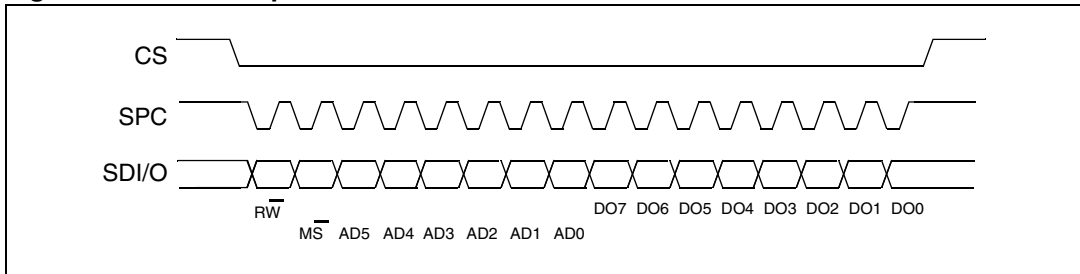 CS
SPC
SDI/O
RW
DO7 DO6 DO5 DO4 DO3 DO2 DO1 DO0
MS AD5 AD4 AD3 AD2 AD1 AD0